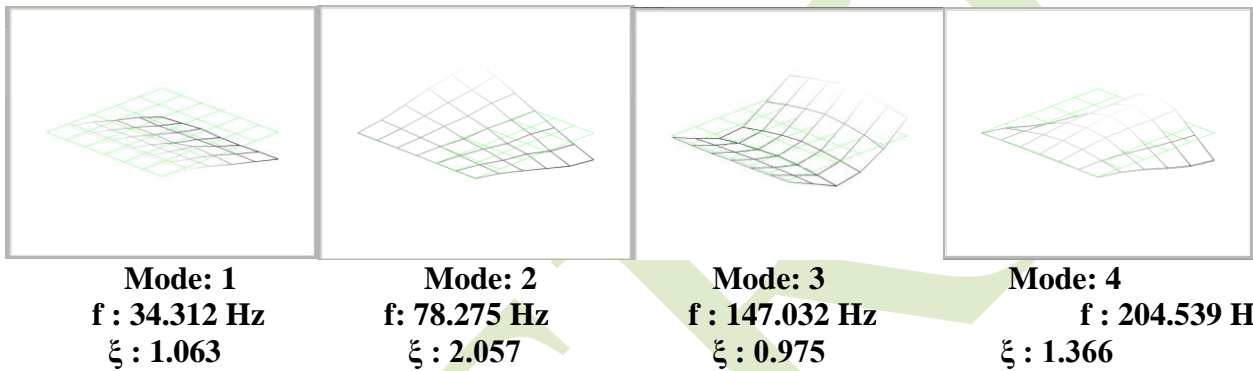 Mode: 1 Mode: 2 Mode: 3 Mode: 4
f : 34.312 Hz f: 78.275 Hz f : 147.032 Hz f : 204.539 H
ξ : 1.063 ξ : 2.057 ξ : 0.975 ξ : 1.366